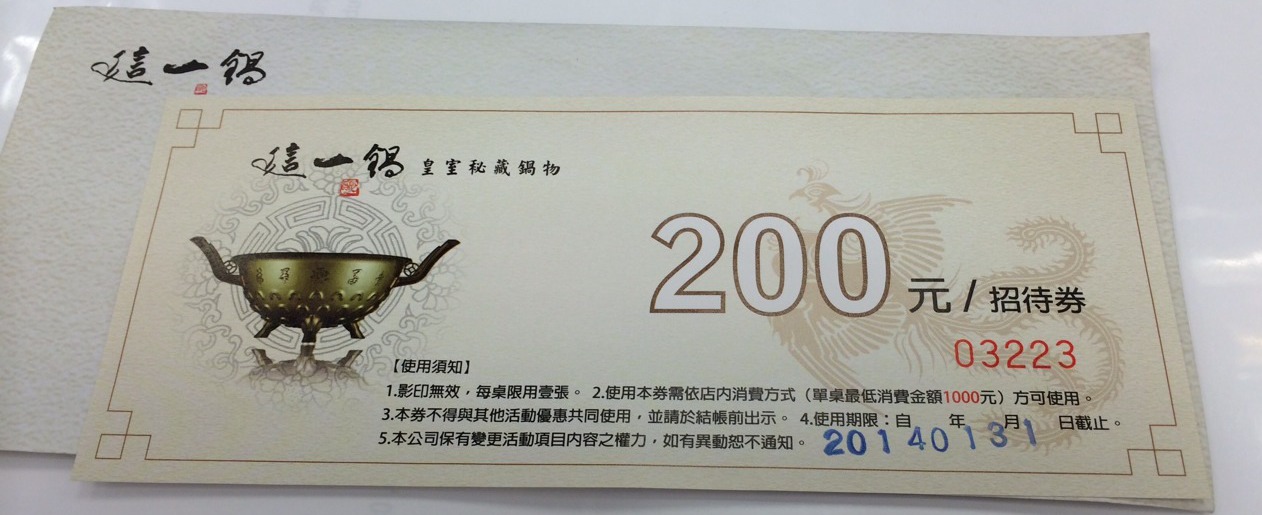 這一鍋
這一鍋 皇室秘藏鍋物
200元/招待券
03223
【使用須知】
1.影印無效,每桌限用壹張。 2.使用本券需依店內消費方式(單桌最低消費金額1000元)方可使用。
3.本券不得與其他活動優惠共同使用,並請於結帳前出示。 4.使用期限:自 年 月 日截止。
20140131
5.本公司保有變更活動項目內容之權力,如有異動恕不通知。